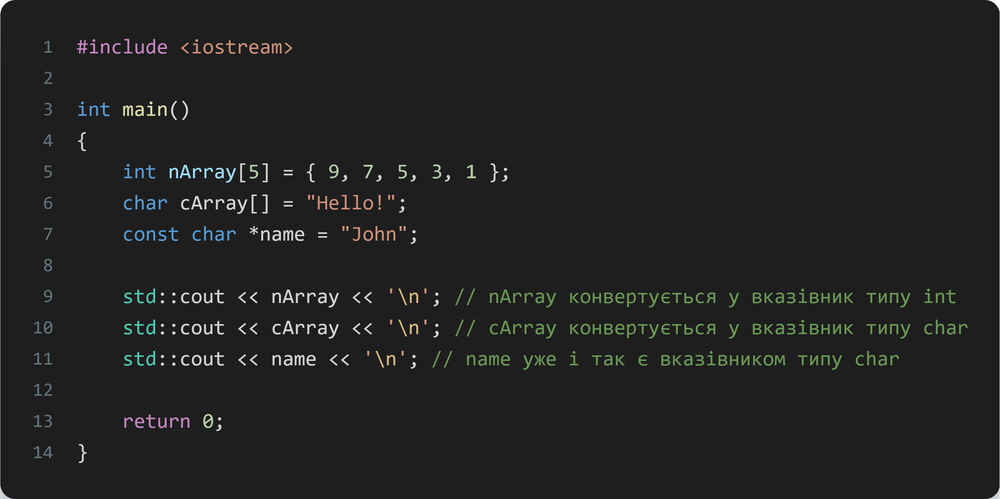 1 #include <iostream>
2
3 int main()
4 {
5     int nArray[5] = { 9, 7, 5, 3, 1 };
6     char cArray[] = "Hello!";
7     const char *name = "John";
8
9     std::cout << nArray << '\n'; // nArray конвертується у вказівник типу int
10     std::cout << cArray << '\n'; // cArray конвертується у вказівник типу char
11     std::cout << name << '\n'; // name уже і так є вказівником типу char
12
13     return 0;
14 }